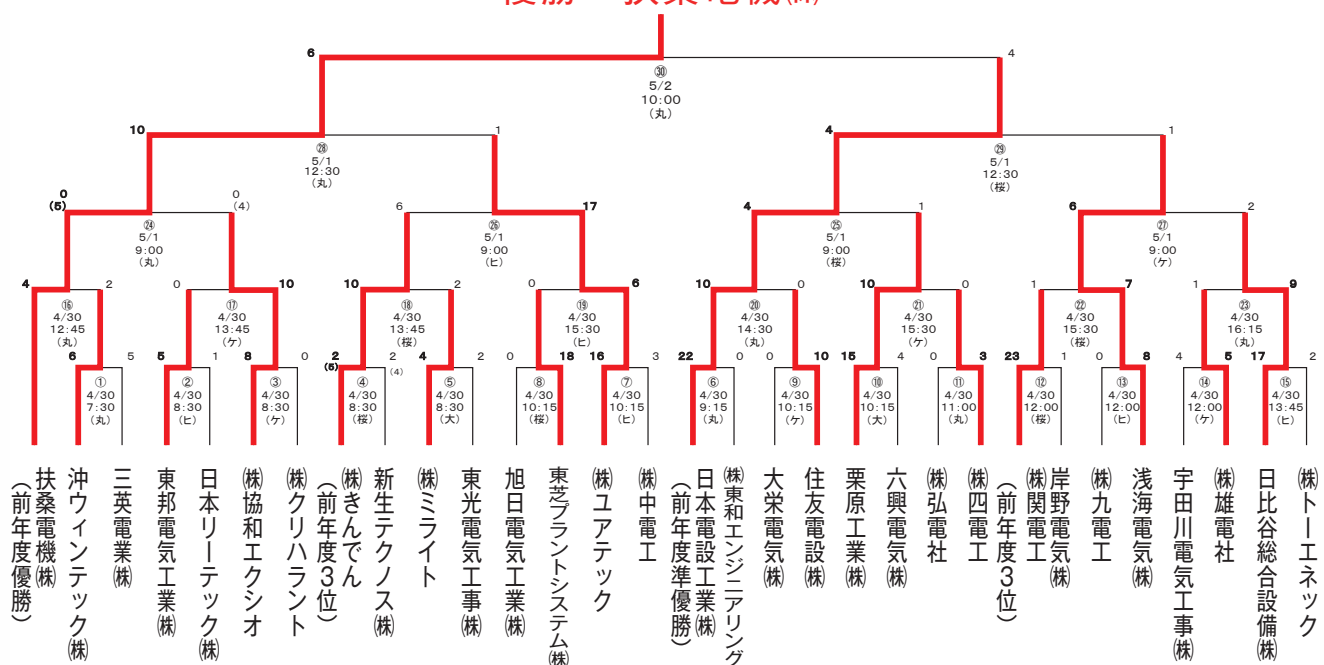 優勝 扶桑電機㈱
6
4
㉚
5/2
10:00
(丸)
10
1
㉘
5/1
12:30
(丸)
4
1
㉙
5/1
12:30
(桜)
0
(5)
0
(4)
㉔
5/1
9:00
(丸)
6
17
㉖
5/1
9:00
(ヒ)
4
1
㉕
5/1
9:00
(桜)
6
2
㉗
5/1
9:00
(ケ)
4
2
⑯
4/30
12:45
(丸)
0
10
⑰
4/30
13:45
(ケ)
10
2
⑱
4/30
13:45
(桜)
0
6
⑲
4/30
15:30
(ヒ)
10
0
⑳
4/30
14:30
(丸)
10
0
㉑
4/30
15:30
(ケ)
1
7
㉒
4/30
15:30
(桜)
1
9
㉓
4/30
16:15
(丸)
6
5
①
4/30
7:30
(丸)
5
1
②
4/30
8:30
(ヒ)
8
0
③
4/30
8:30
(ケ)
2
(5)
2
(4)
④
4/30
8:30
(桜)
4
2
⑤
4/30
8:30
(大)
0
18
⑧
4/30
10:15
(桜)
16
3
⑦
4/30
10:15
(ヒ)
22
0
⑥
4/30
9:15
(丸)
0
10
⑨
4/30
10:15
(ケ)
15
4
⑩
4/30
10:15
(大)
0
3
⑪
4/30
11:00
(丸)
23
1
⑫
4/30
12:00
(桜)
0
8
⑬
4/30
12:00
(ヒ)
4
5
⑭
4/30
12:00
(ケ)
17
2
⑮
4/30
13:45
(ヒ)
扶桑電機㈱
(前年度優勝)
沖ウィンテック㈱
三英電業㈱
東邦電気工業㈱
日本リーテック㈱
㈱協和エクシオ
㈱クリハラント
㈱きんでん
(前年度3位)
新生テクノス㈱
㈱ミライト
東光電気工事㈱
旭日電気工業㈱
東芝プラントシステム㈱
㈱ユアテック
㈱中電工
日本電設工業㈱
(前年度準優勝)
㈱東和エンジニアリング
大栄電気㈱
住友電設㈱
栗原工業㈱
六興電気㈱
㈱弘電社
㈱四電工
㈱関電工
(前年度3位)
岸野電気㈱
㈱九電工
浅海電気㈱
宇田川電気工事㈱
㈱雄電社
日比谷総合設備㈱
㈱トーエネック